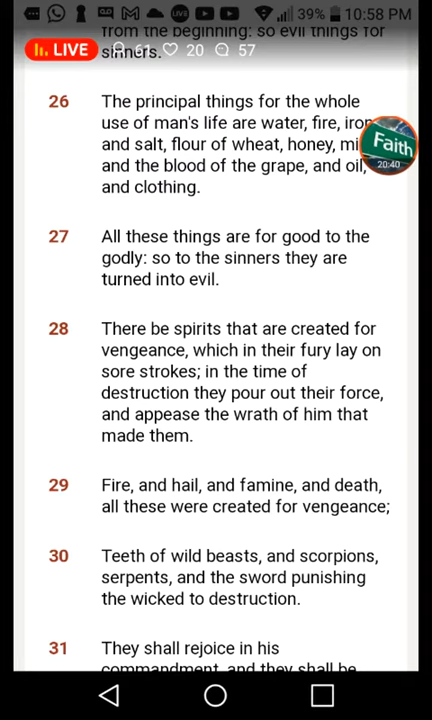 39% 10:58 PM
from the beginning: so evil things for
LIVE 61 20 57
sinners.
26 The principal things for the whole
use of man's life are water, fire, iron
and salt, flour of wheat, honey,
Faith
20:40
and the blood of the grape, and oil,
and clothing.
27 All these things are for good to the
godly: so to the sinners they are
turned into evil.
28 There be spirits that are created for
vengeance, which in their fury lay on
sore strokes; in the time of
destruction they pour out their force,
and appease the wrath of him that
made them.
29 Fire, and hail, and famine, and death,
all these were created for vengeance;
30 Teeth of wild beasts, and scorpions,
serpents, and the sword punishing
the wicked to destruction.
31 They shall rejoice in his
commandment, and they shall be